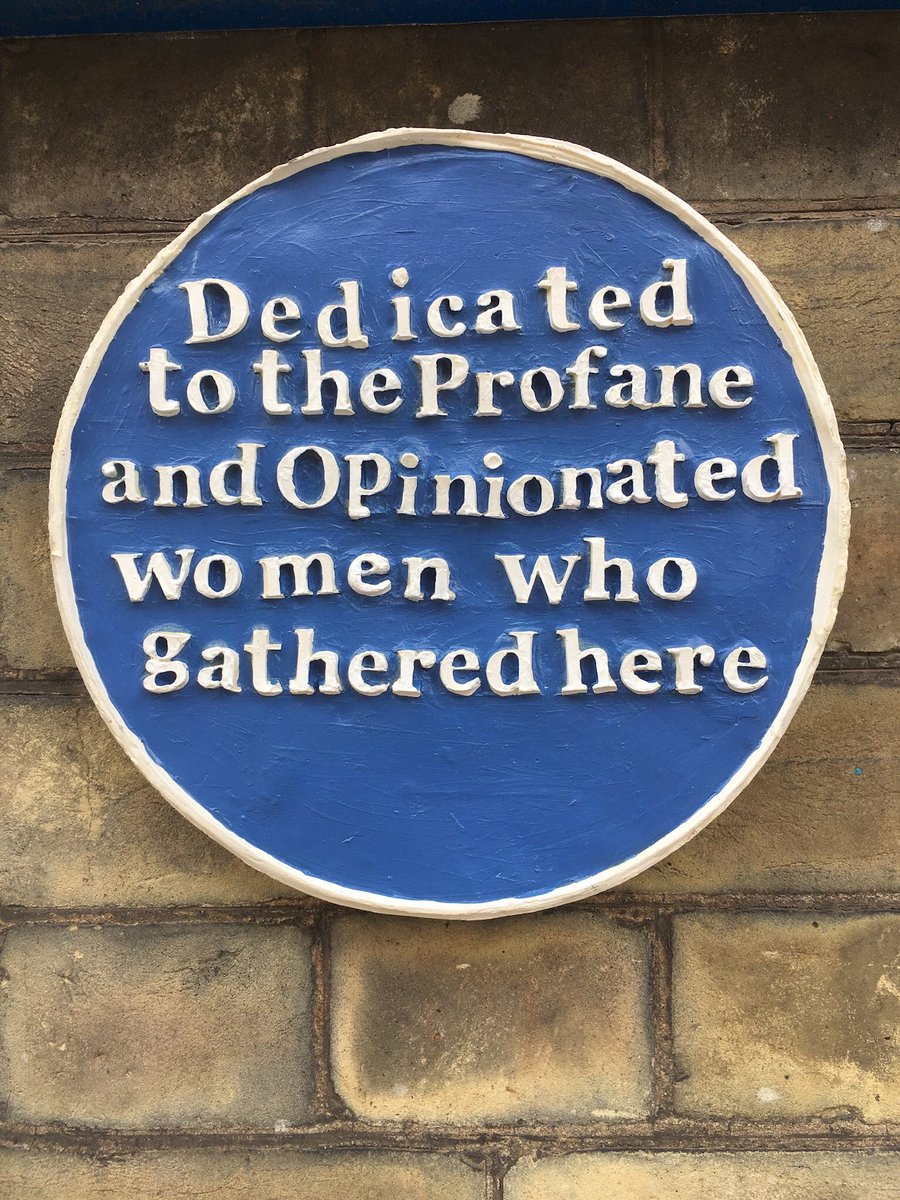 Dedicated
to the Profane
and Opinionated
women who
gathered here